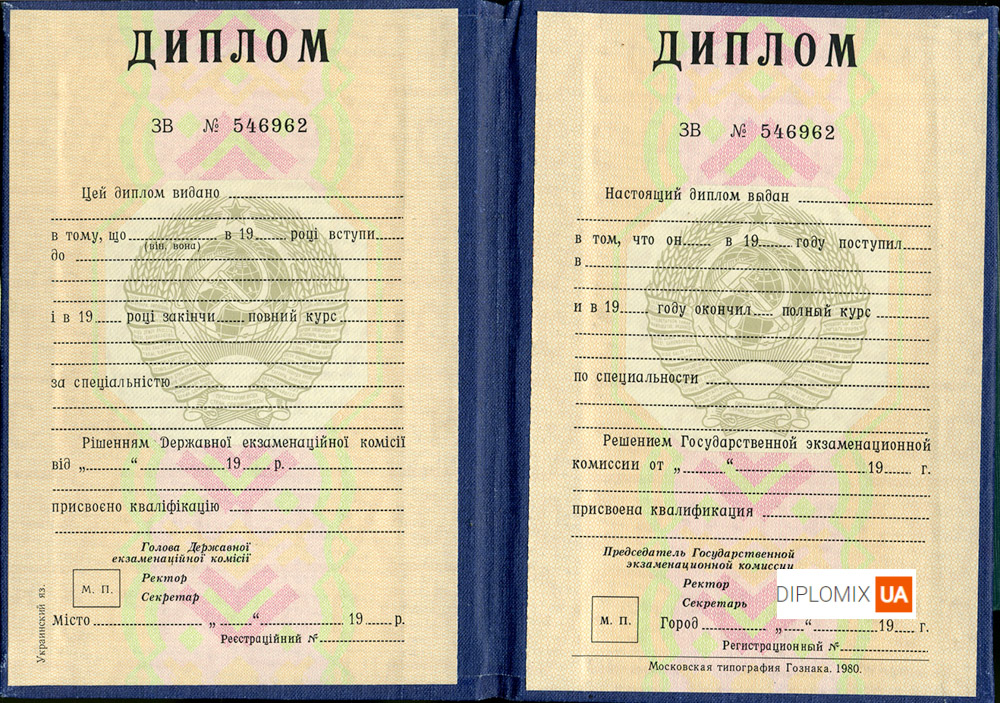 ДИПЛОМ
ЗВ № 546962
Цей диплом видано
в тому, що в 19 році вступи
(він, вона)
до
і в 19 році закінчи повний курс
за спеціальністю
Рішенням Державної екзаменаційної комісії
від „ “ 19 р.
присвоєно кваліфікацію
Голова Державної
екзаменаційної комісії
М. П.
Ректор
Секретар
Місто „ “ 19 р.
Реєстраційний №
Украинский яз.
ДИПЛОМ
ЗВ № 546962
Настоящий диплом выдан
в том, что он в 19 году поступил
в
и в 19 году окончил полный курс
по специальности
Решением Государственной экзаменационной
комиссии от „ “ 19 г.
присвоена квалификация
Председатель Государственной
экзаменационной комиссии
Ректор
Секретарь
DIPLOMIX UA
М. П.
Город „ “ 19 г.
Регистрационный №
Московская типография Гознака. 1980.